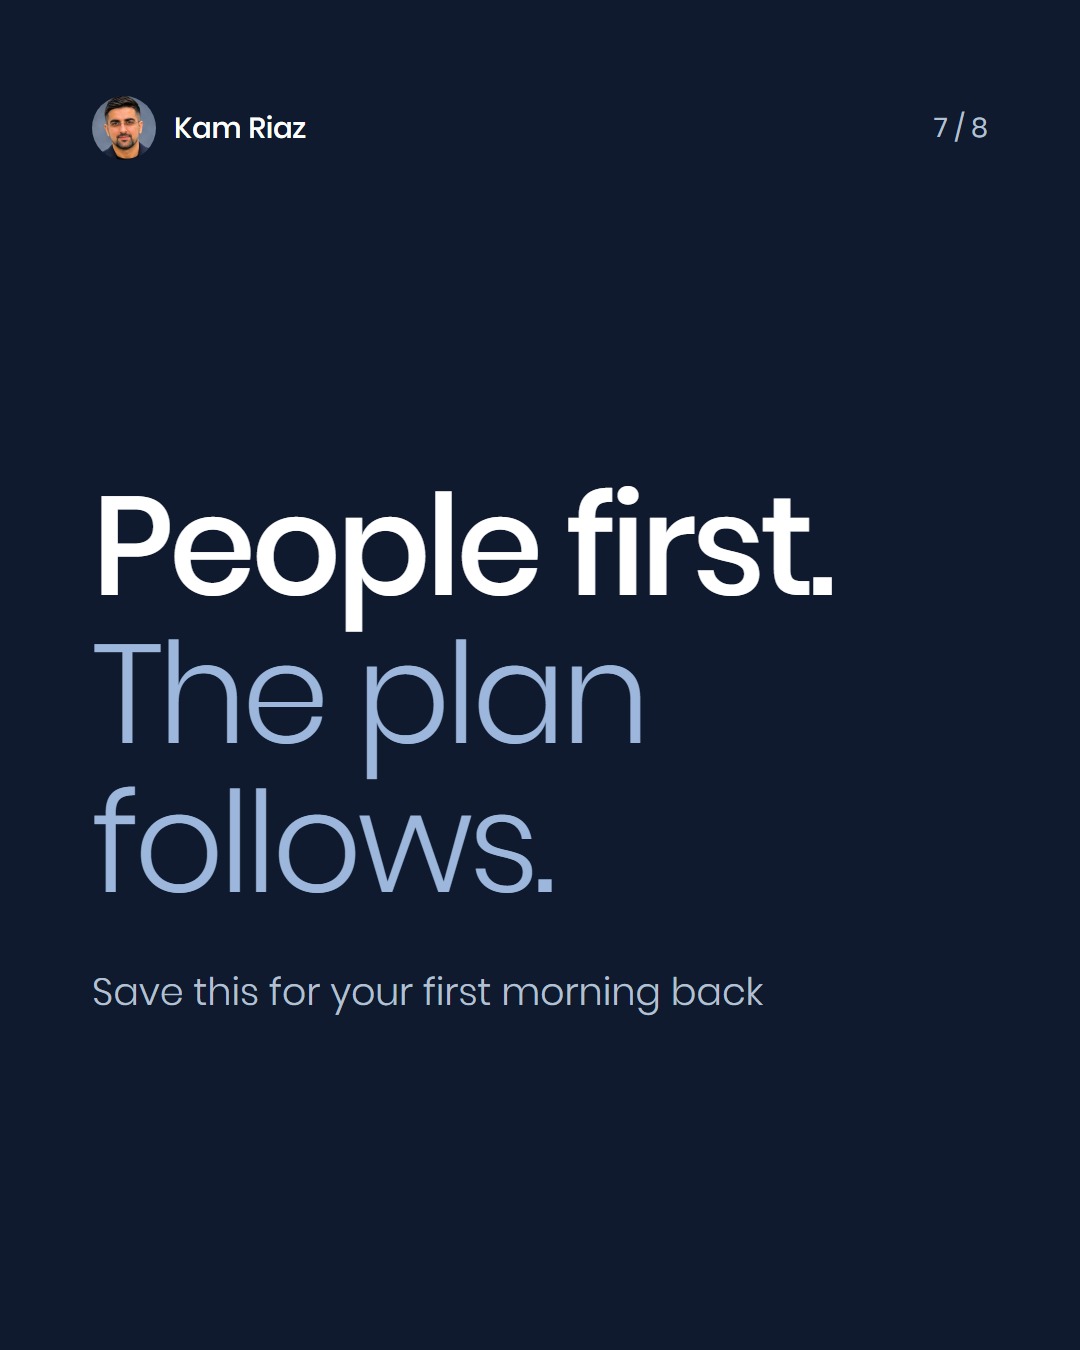 Kam Riaz
7 / 8
People first.
The plan
follows.
Save this for your first morning back